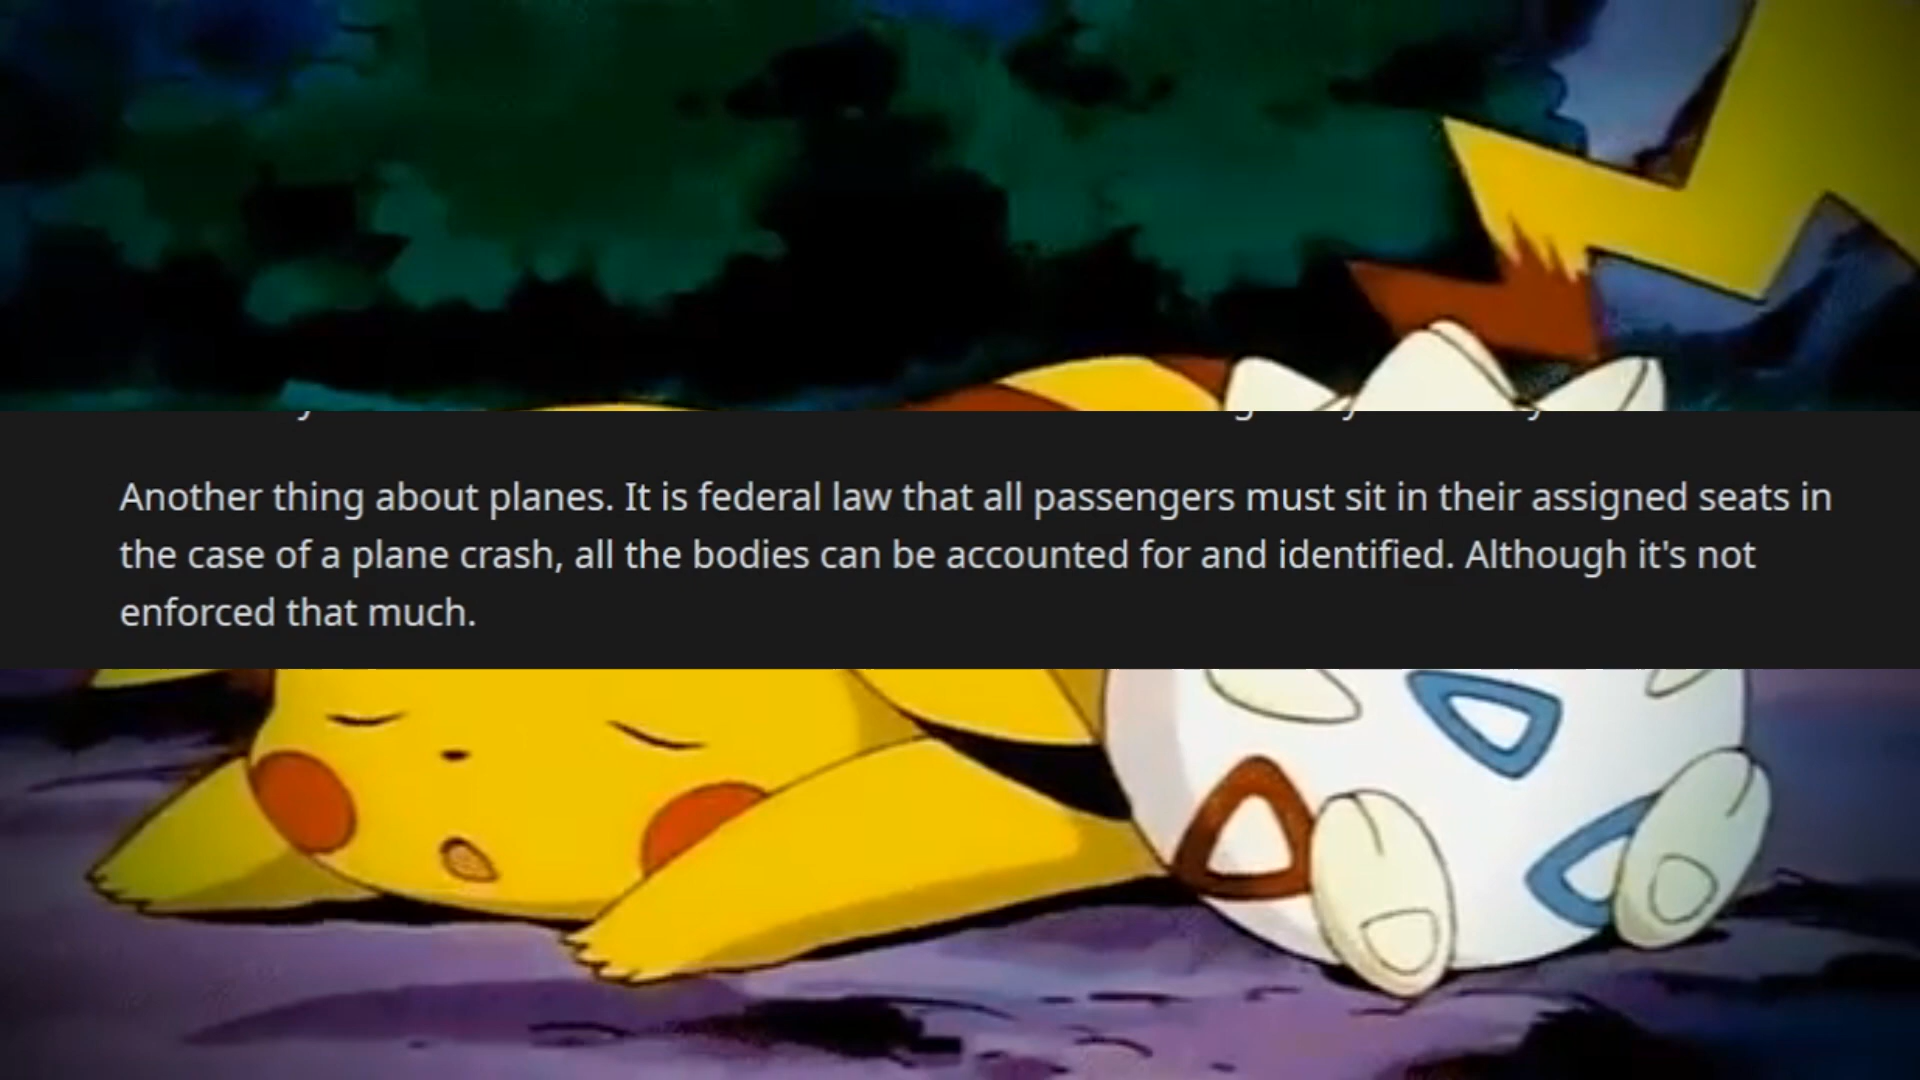 Another thing about planes. It is federal law that all passengers must sit in their assigned seats in
the case of a plane crash, all the bodies can be accounted for and identified. Although it's not
enforced that much.